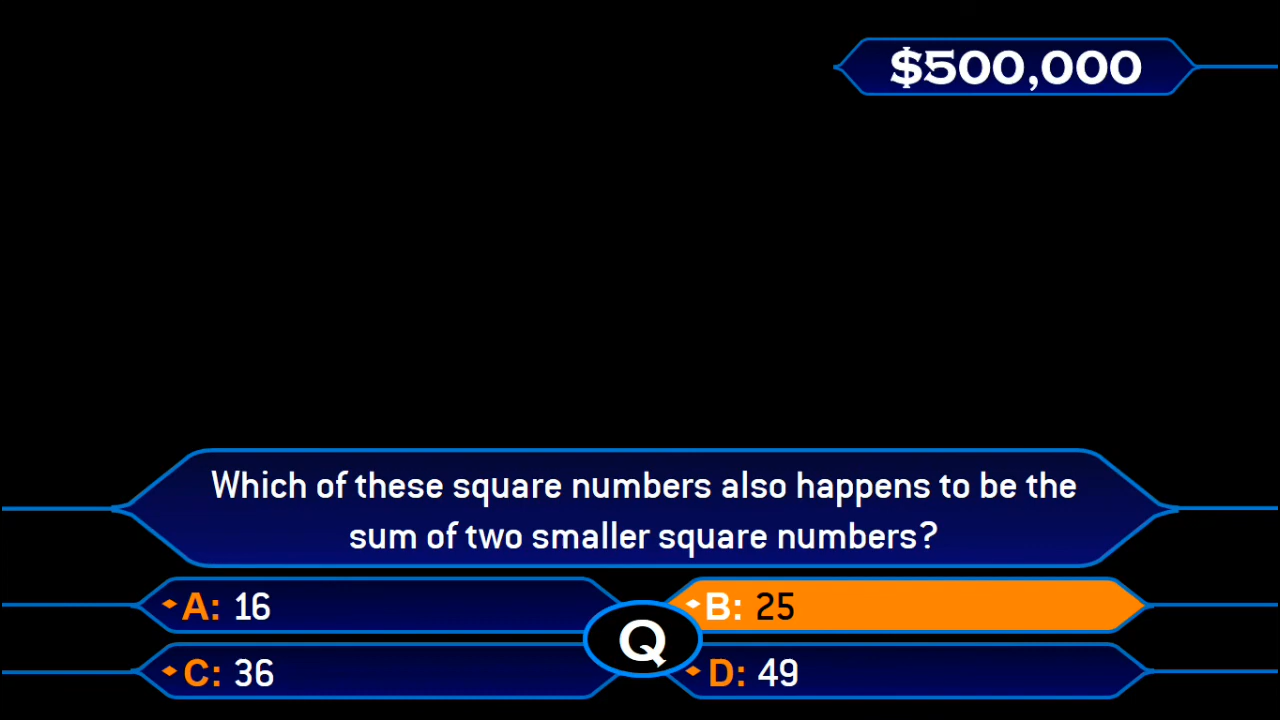 $500,000
Which of these square numbers also happens to be the
sum of two smaller square numbers?
A: 16
B: 25
Q
C: 36
D: 49